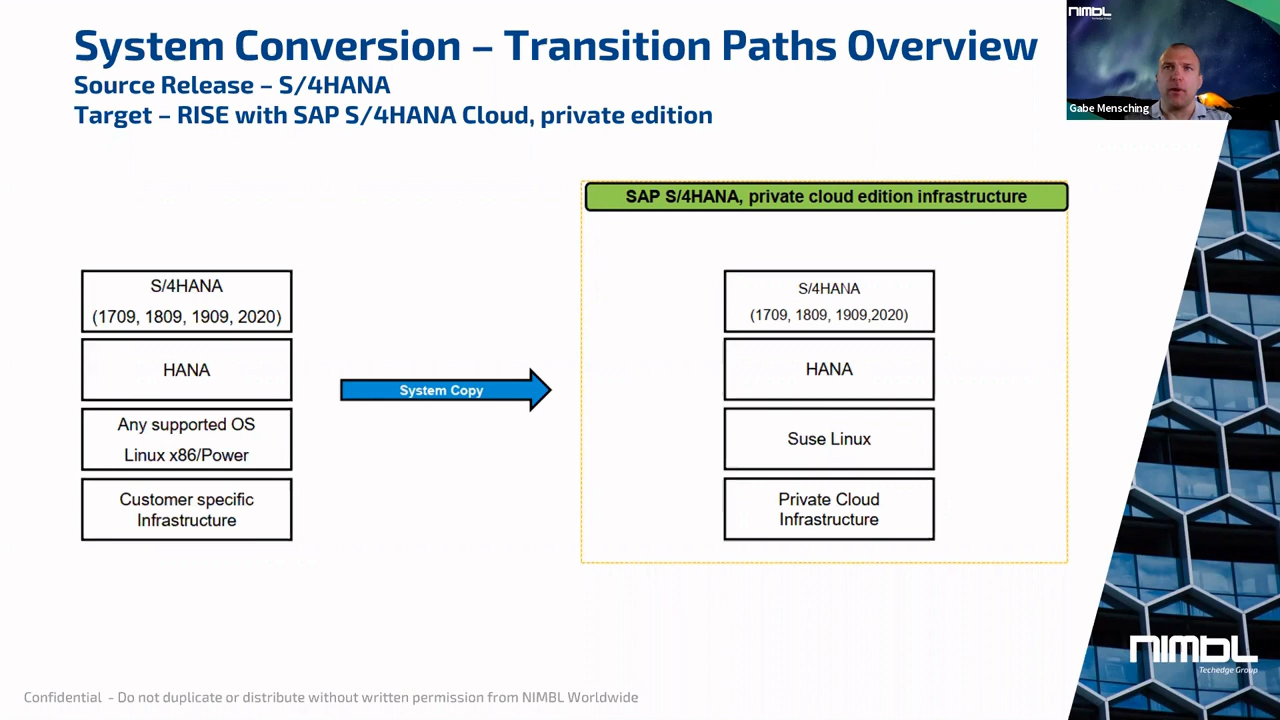 System Conversion – Transition Paths Overview
Source Release – S/4HANA
Target – RISE with SAP S/4HANA Cloud, private edition
NIMBL
Techedge Group
Gabe Mensching
SAP S/4HANA, private cloud edition infrastructure
S/4HANA
(1709, 1809, 1909, 2020)
HANA
Any supported OS
Linux x86/Power
Customer specific
Infrastructure
System Copy
S/4HANA
(1709, 1809, 1909,2020)
HANA
Suse Linux
Private Cloud
Infrastructure
NIMBL
Techedge Group
Confidential - Do not duplicate or distribute without written permission from NIMBL Worldwide